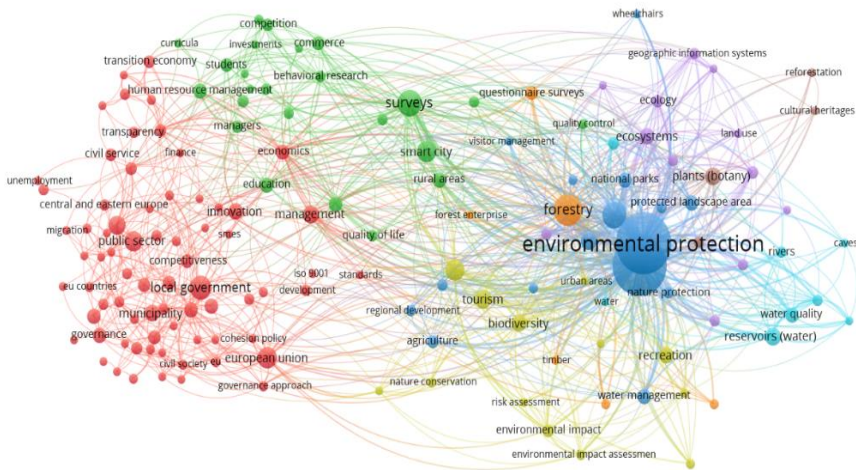 wheelchairs
competition
curricula
investments
commerce
geographic information systems
transition economy
students
reforestation
behavioral research
human resource management
questionnaire surveys
ecology
surveys
cultural heritages
managers
quality control
transparency
ecosystems
land use
visitor management
finance
economics
smart city
civil service
national parks
plants (botany)
unemployment
rural areas
education
central and eastern europe
protected landscape area
innovation
management
forestry
forest enterprise
migration
smes
public sector
quality of life
environmental protection
caves
rivers
competitiveness
iso 9001
standards
urban areas
eu countries
local government
development
nature protection
tourism
water
regional development
municipality
water quality
biodiversity
governance
reservoirs (water)
cohesion policy
agriculture
european union
civil society
eu
timber
recreation
governance approach
nature conservation
water management
risk assessment
environmental impact
environmental impact assessmen